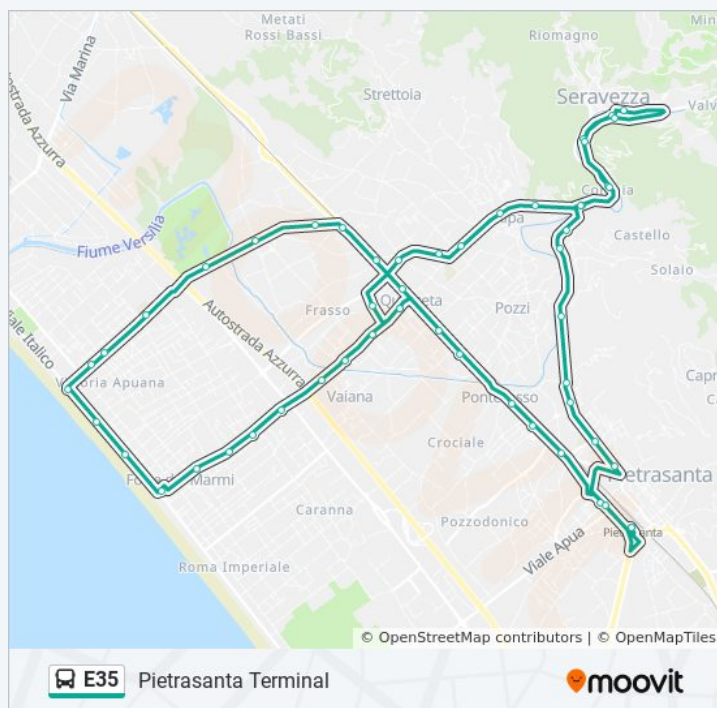 Metati
Rossi Bassi
Riomagno
Via Marina
Autostrada Azzurra
Strettoia
Seravezza
Fiume Versilia
Castello
Solaio
Frasso
Pozzi
Autostrada Azzurra
Viale Italico
Vaiana
Crociale
Pietrasanta
Caranna
Pozzodonico
Viale Apua
Roma Imperiale
© OpenStreetMap contributors | © OpenMapTiles
E35 Pietrasanta Terminal
moovit